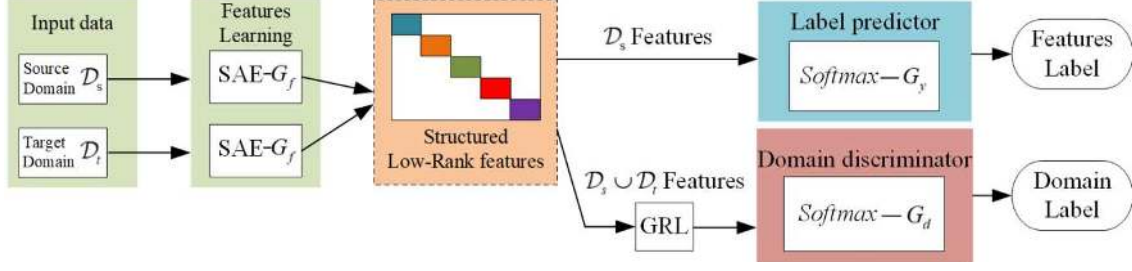 Input data
Source
Domain 𝒟s
Target
Domain 𝒟t
Features
Learning
SAE-Gf
SAE-Gf
Structured
Low-Rank features
𝒟s Features
𝒟s ∪ 𝒟t Features
GRL
Label predictor
Softmax — Gy
Domain discriminator
Softmax — Gd
Features
Label
Domain
Label